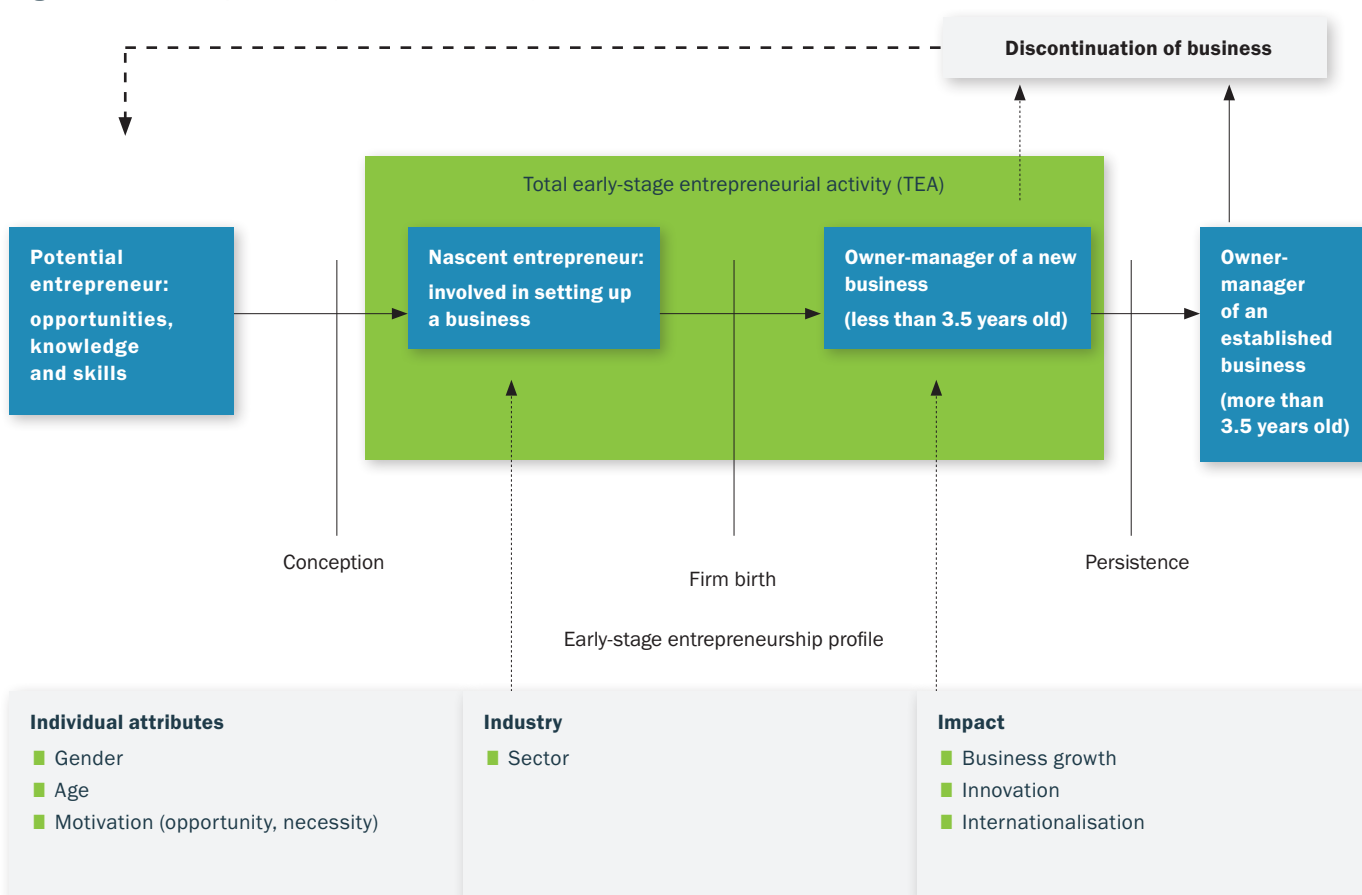 Discontinuation of business
Total early-stage entrepreneurial activity (TEA)
Potential
entrepreneur:
opportunities,
knowledge
and skills
Nascent entrepreneur:
involved in setting up
a business
Owner-manager of a new
business
(less than 3.5 years old)
Owner-
manager
of an
established
business
(more than
3.5 years old)
Conception
Firm birth
Persistence
Early-stage entrepreneurship profile
Individual attributes
Gender
Age
Motivation (opportunity, necessity)
Industry
Sector
Impact
Business growth
Innovation
Internationalisation